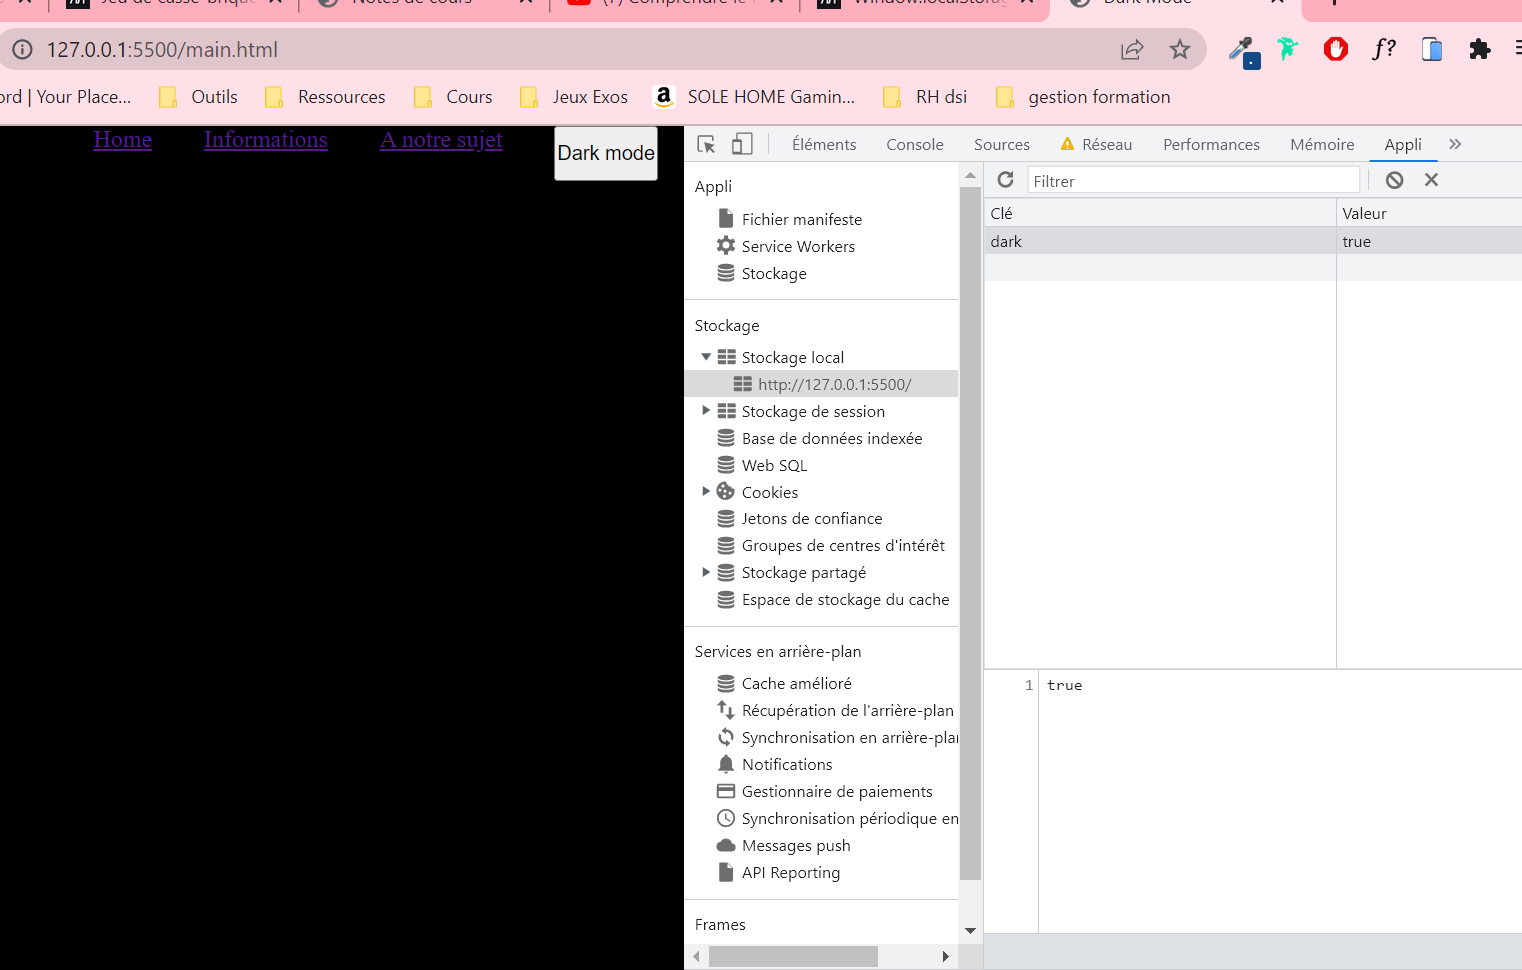 127.0.0.1:5500/main.html
ƒ?
ord | Your Place... Outils Ressources Cours Jeux Exos a SOLE HOME Gamin... RH dsi gestion formation
Home Informations A notre sujet Dark mode
Éléments Console Sources Réseau Performances Mémoire Appli »
Appli
Fichier manifeste
Service Workers
Stockage
Stockage
Stockage local
http://127.0.0.1:5500/
Stockage de session
Base de données indexée
Web SQL
Cookies
Jetons de confiance
Groupes de centres d'intérêt
Stockage partagé
Espace de stockage du cache
Services en arrière-plan
Cache amélioré
Récupération de l'arrière-plan
Synchronisation en arrière-plan
Notifications
Gestionnaire de paiements
Synchronisation périodique en
Messages push
API Reporting
Frames
Filtrer
Clé Valeur
dark true
1 true